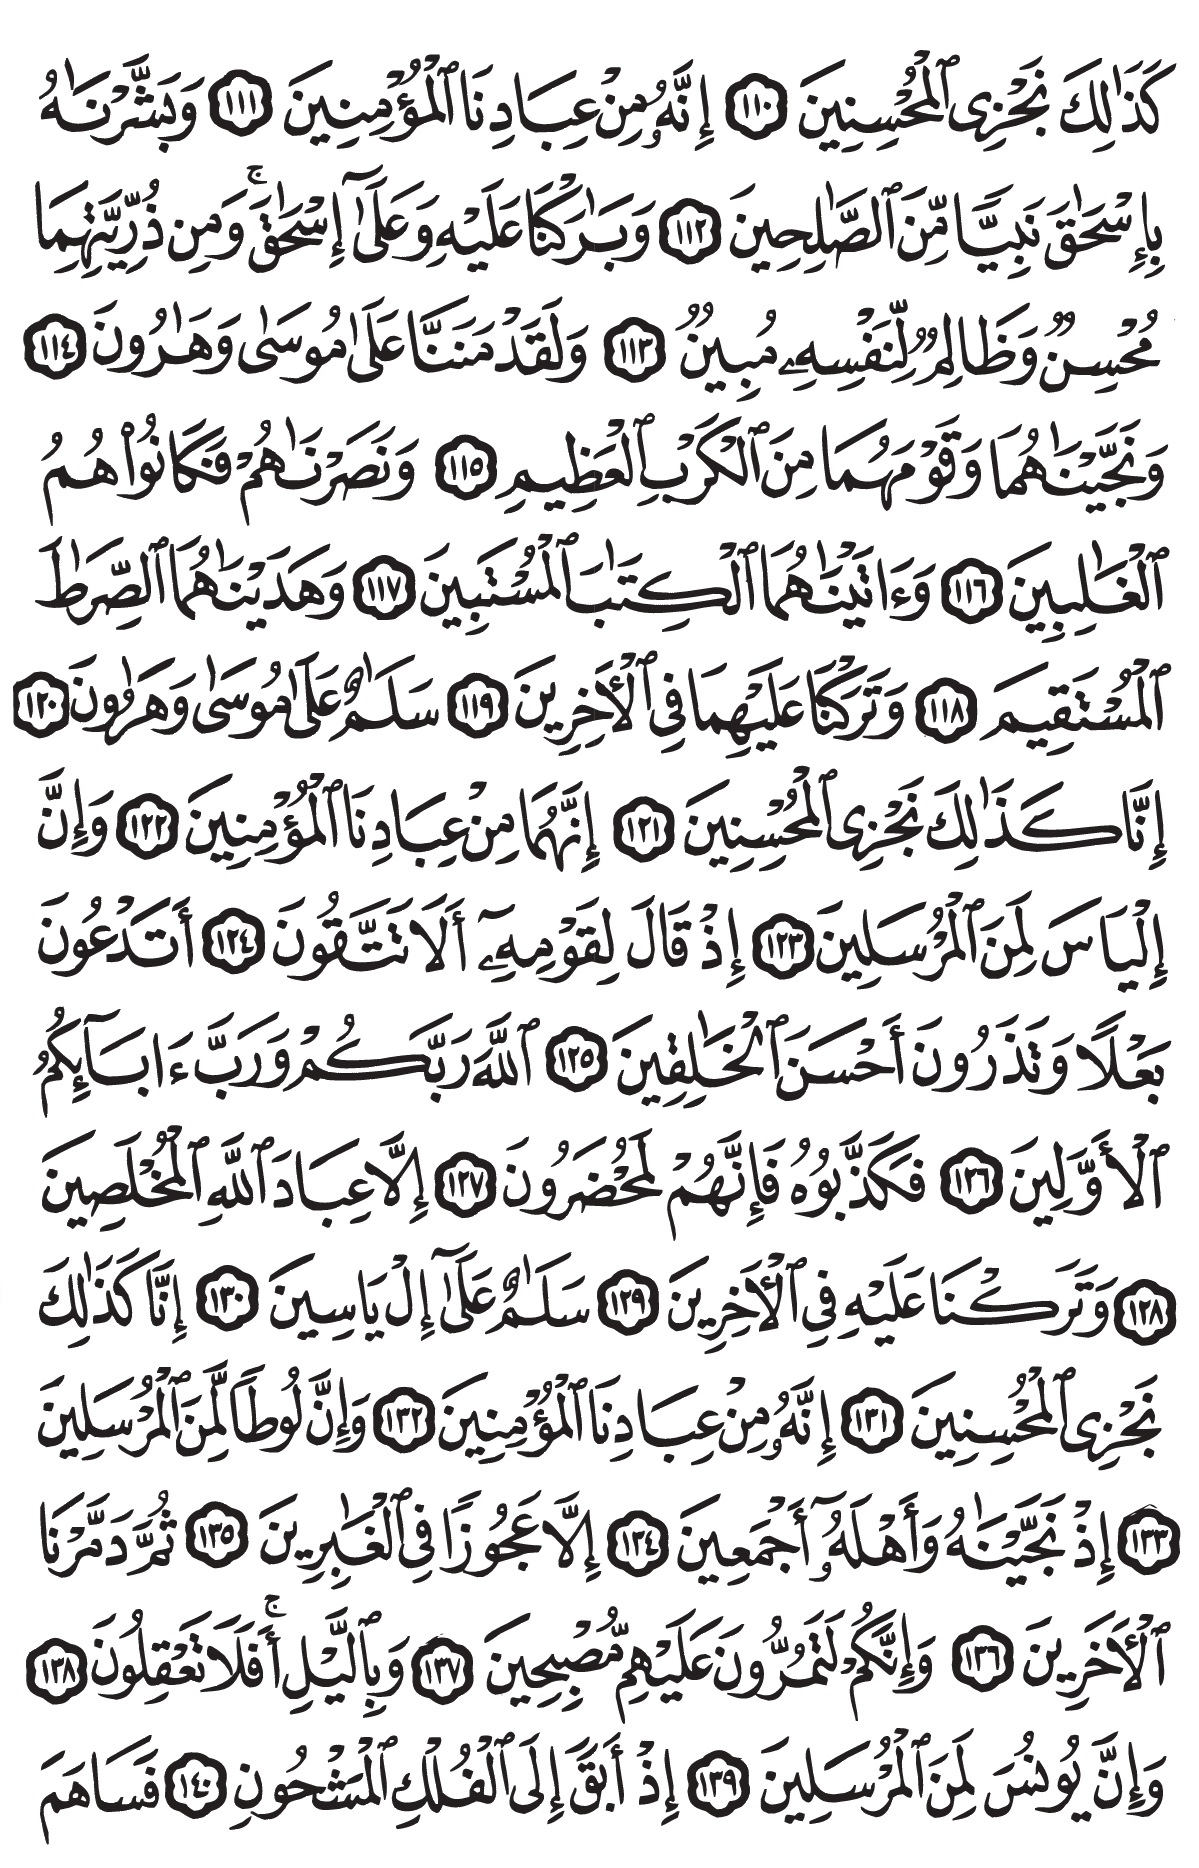 كَذَٰلِكَ نَجْزِى ٱلْمُحْسِنِينَ ١١٠ إِنَّهُۥ مِنْ عِبَادِنَا ٱلْمُؤْمِنِينَ ١١١ وَبَشَّرْنَٰهُ
بِإِسْحَٰقَ نَبِيًّا مِّنَ ٱلصَّٰلِحِينَ ١١٢ وَبَٰرَكْنَا عَلَيْهِ وَعَلَىٰٓ إِسْحَٰقَ ۚ وَمِن ذُرِّيَّتِهِمَا
مُحْسِنٌ وَظَالِمٌ لِّنَفْسِهِۦ مُبِينٌ ١١٣ وَلَقَدْ مَنَنَّا عَلَىٰ مُوسَىٰ وَهَٰرُونَ ١١٤
وَنَجَّيْنَٰهُمَا وَقَوْمَهُمَا مِنَ ٱلْكَرْبِ ٱلْعَظِيمِ ١١٥ وَنَصَرْنَٰهُمْ فَكَانُوا۟ هُمُ
ٱلْغَٰلِبِينَ ١١٦ وَءَاتَيْنَٰهُمَا ٱلْكِتَٰبَ ٱلْمُسْتَبِينَ ١١٧ وَهَدَيْنَٰهُمَا ٱلصِّرَٰطَ
ٱلْمُسْتَقِيمَ ١١٨ وَتَرَكْنَا عَلَيْهِمَا فِى ٱلْأَخِرِينَ ١١٩ سَلَٰمٌ عَلَىٰ مُوسَىٰ وَهَٰرُونَ ١٢٠
إِنَّا كَذَٰلِكَ نَجْزِى ٱلْمُحْسِنِينَ ١٢١ إِنَّهُمَا مِنْ عِبَادِنَا ٱلْمُؤْمِنِينَ ١٢٢ وَإِنَّ
إِلْيَاسَ لَمِنَ ٱلْمُرْسَلِينَ ١٢٣ إِذْ قَالَ لِقَوْمِهِۦٓ أَلَا تَتَّقُونَ ١٢٤ أَتَدْعُونَ
بَعْلًا وَتَذَرُونَ أَحْسَنَ ٱلْخَٰلِقِينَ ١٢٥ ٱللَّهَ رَبَّكُمْ وَرَبَّ ءَابَآئِكُمُ
ٱلْأَوَّلِينَ ١٢٦ فَكَذَّبُوهُ فَإِنَّهُمْ لَمُحْضَرُونَ ١٢٧ إِلَّا عِبَادَ ٱللَّهِ ٱلْمُخْلَصِينَ
١٢٨ وَتَرَكْنَا عَلَيْهِ فِى ٱلْأَخِرِينَ ١٢٩ سَلَٰمٌ عَلَىٰٓ إِلْ يَاسِينَ ١٣٠ إِنَّا كَذَٰلِكَ
نَجْزِى ٱلْمُحْسِنِينَ ١٣١ إِنَّهُۥ مِنْ عِبَادِنَا ٱلْمُؤْمِنِينَ ١٣٢ وَإِنَّ لُوطًا لَّمِنَ ٱلْمُرْسَلِينَ
١٣٣ إِذْ نَجَّيْنَٰهُ وَأَهْلَهُۥٓ أَجْمَعِينَ ١٣٤ إِلَّا عَجُوزًا فِى ٱلْغَٰبِرِينَ ١٣٥ ثُمَّ دَمَّرْنَا
ٱلْأَخَرِينَ ١٣٦ وَإِنَّكُمْ لَتَمُرُّونَ عَلَيْهِم مُّصْبِحِينَ ١٣٧ وَبِٱلَّيْلِ ۗ أَفَلَا تَعْقِلُونَ ١٣٨
وَإِنَّ يُونُسَ لَمِنَ ٱلْمُرْسَلِينَ ١٣٩ إِذْ أَبَقَ إِلَى ٱلْفُلْكِ ٱلْمَشْحُونِ ١٤٠ فَسَاهَمَ